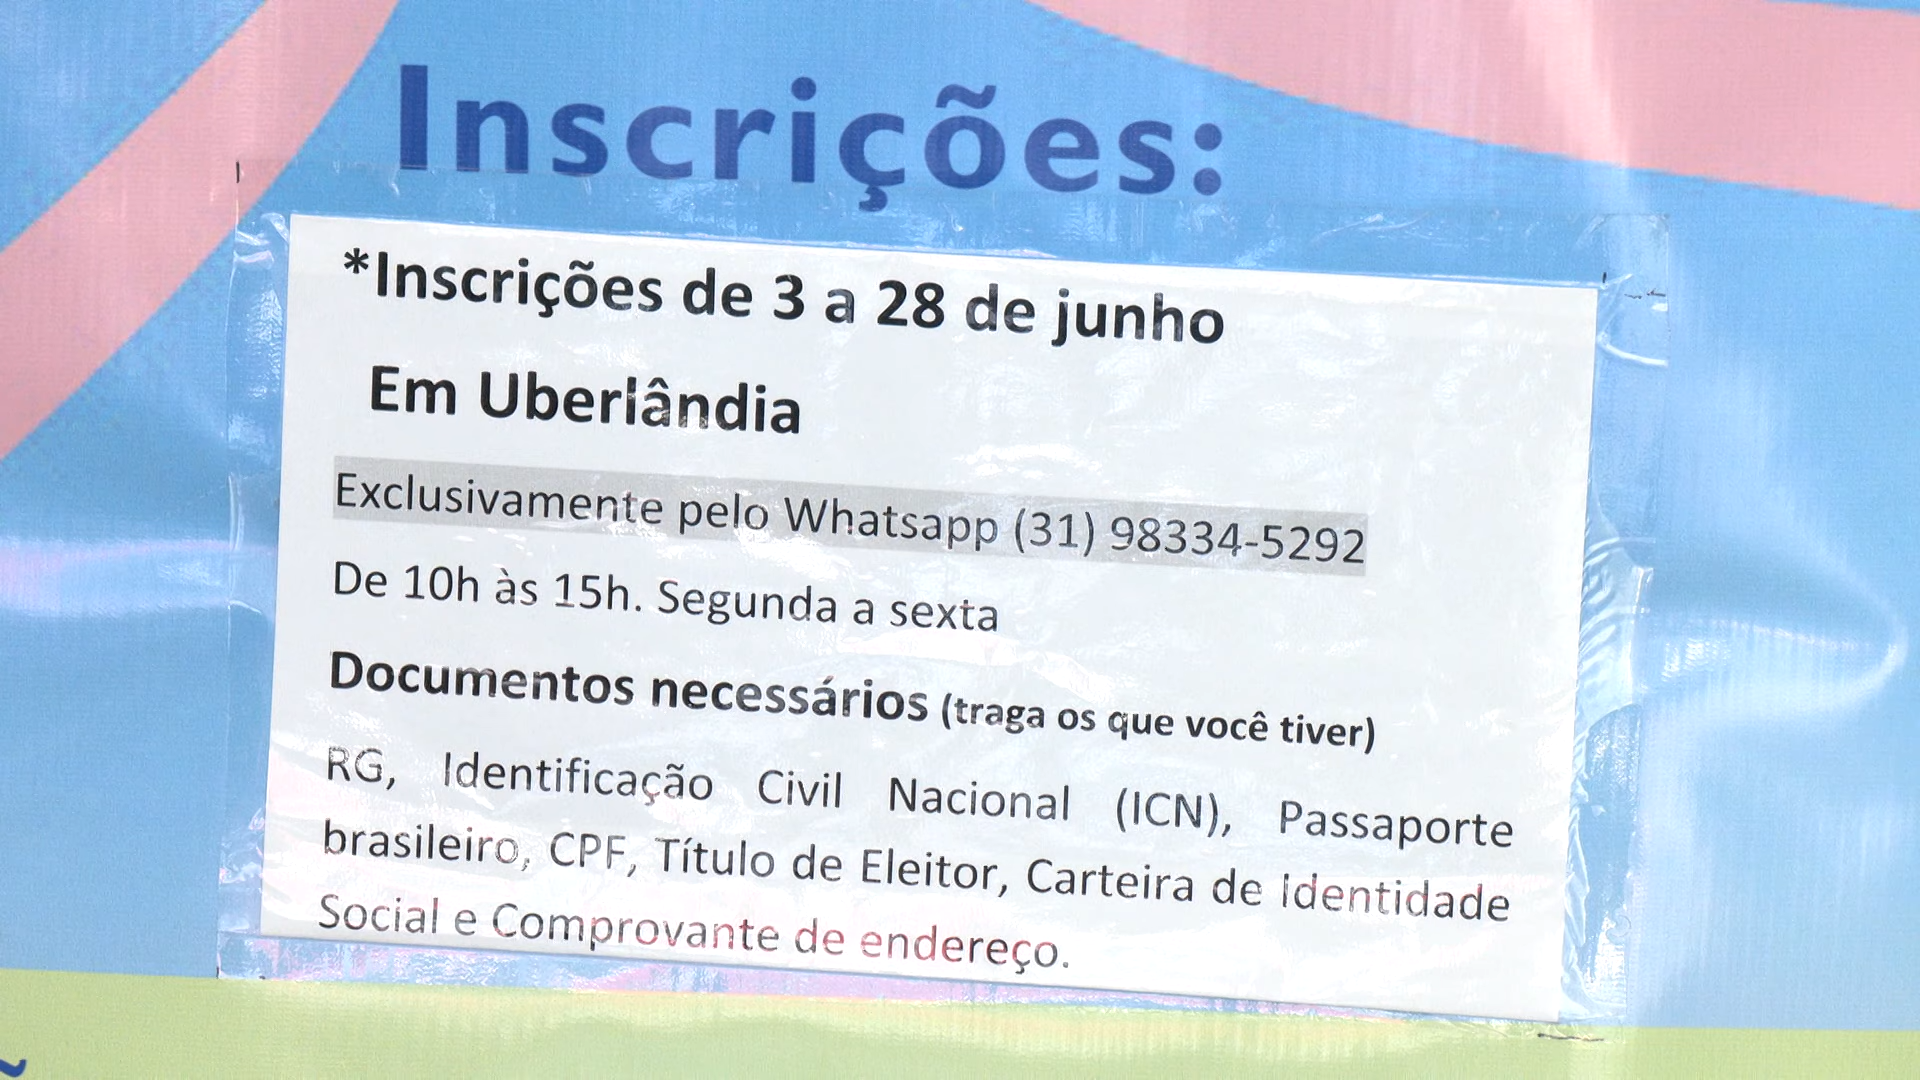 Inscrições:
*Inscrições de 3 a 28 de junho
Em Uberlândia
Exclusivamente pelo Whatsapp (31) 98334-5292
De 10h às 15h. Segunda a sexta
Documentos necessários (traga os que você tiver)
RG, Identificação Civil Nacional (ICN), Passaporte
brasileiro, CPF, Título de Eleitor, Carteira de Identidade
Social e Comprovante de endereço.